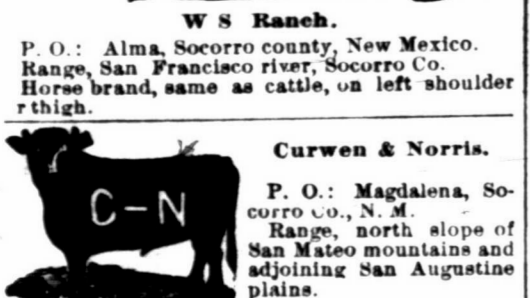 W S Ranch.
P. O.: Alma, Socorro county, New Mexico.
Range, San Francisco river, Socorro Co.
Horse brand, same as cattle, on left shoulder
r thigh.
C-N
Curwen & Norris.
P. O.: Magdalena, So-
corro Co., N. M.
Range, north slope of
San Mateo mountains and
adjoining San Augustine
plains.